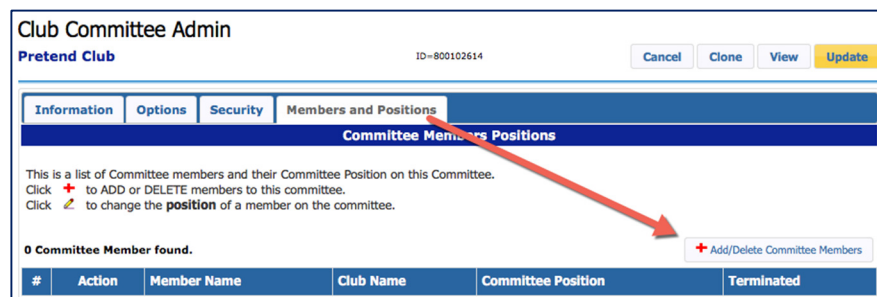 Club Committee Admin
Pretend Club ID=800102614 Cancel Clone View Update
Information Options Security Members and Positions
Committee Members Positions
This is a list of Committee members and their Committee Position on this Committee.
Click to ADD or DELETE members to this committee.
Click to change the position of a member on the committee.
0 Committee Member found. Add/Delete Committee Members
# Action Member Name Club Name Committee Position Terminated